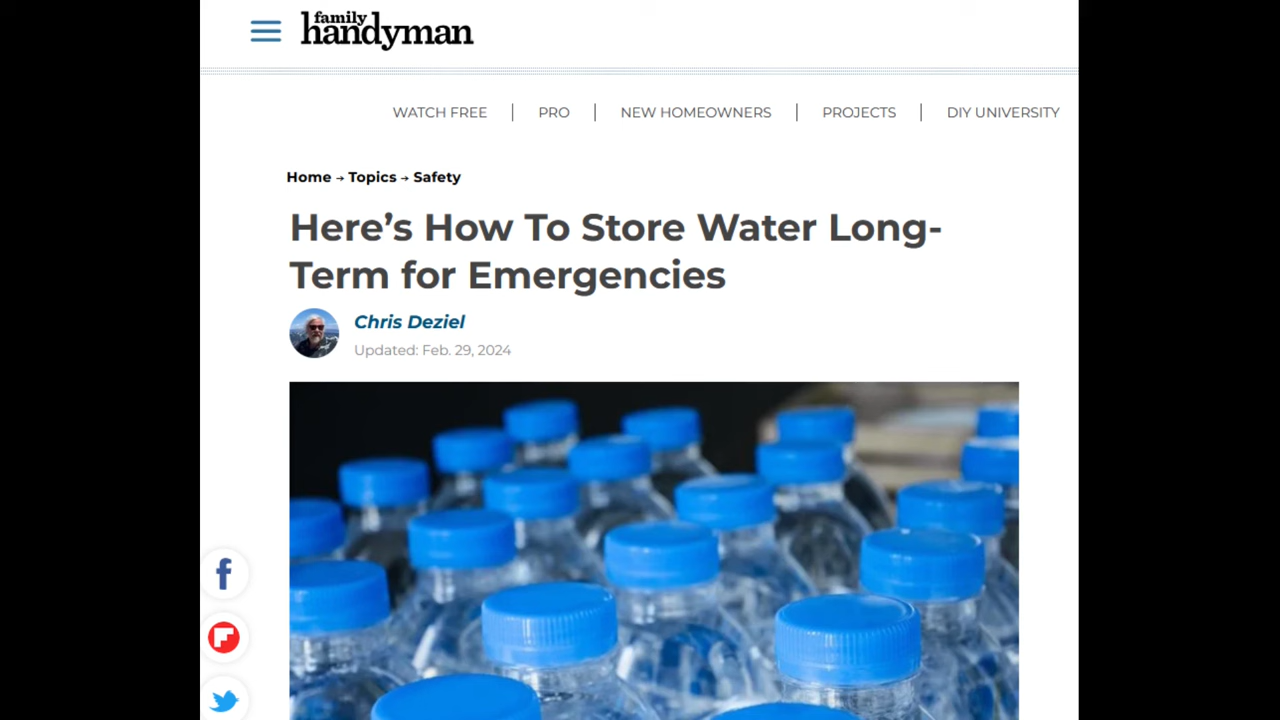 family
handyman
WATCH FREE | PRO | NEW HOMEOWNERS | PROJECTS | DIY UNIVERSITY
Home → Topics → Safety
Here’s How To Store Water Long-
Term for Emergencies
Chris Deziel
Updated: Feb. 29, 2024